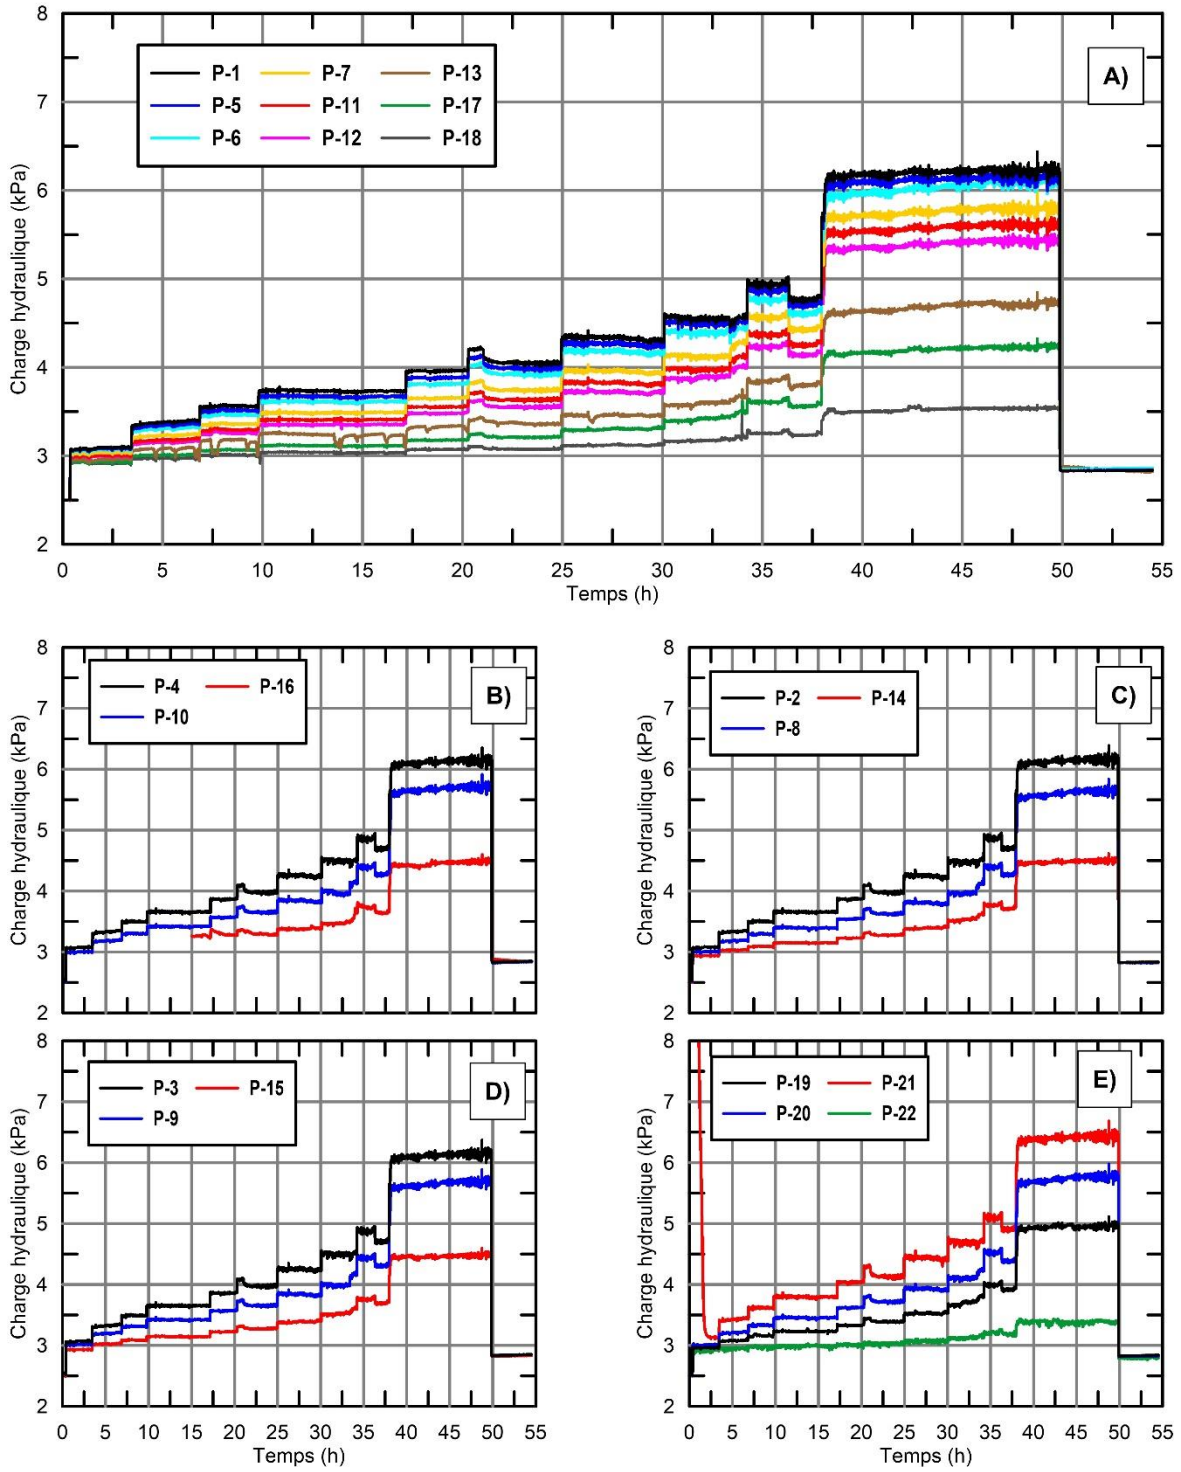 8
7
6
5
4
3
2
Charge hydraulique (kPa)
P-1 P-7 P-13
P-5 P-11 P-17
P-6 P-12 P-18
A)
0 5 10 15 20 25 30 35 40 45 50 55
Temps (h)
8
7
6
5
4
3
2
Charge hydraulique (kPa)
P-4 P-16
P-10
B)
8
7
6
5
4
3
2
Charge hydraulique (kPa)
P-2 P-14
P-8
C)
8
7
6
5
4
3
2
Charge hydraulique (kPa)
P-3 P-15
P-9
D)
0 5 10 15 20 25 30 35 40 45 50 55
Temps (h)
8
7
6
5
4
3
2
Charge hydraulique (kPa)
P-19 P-21
P-20 P-22
E)
0 5 10 15 20 25 30 35 40 45 50 55
Temps (h)